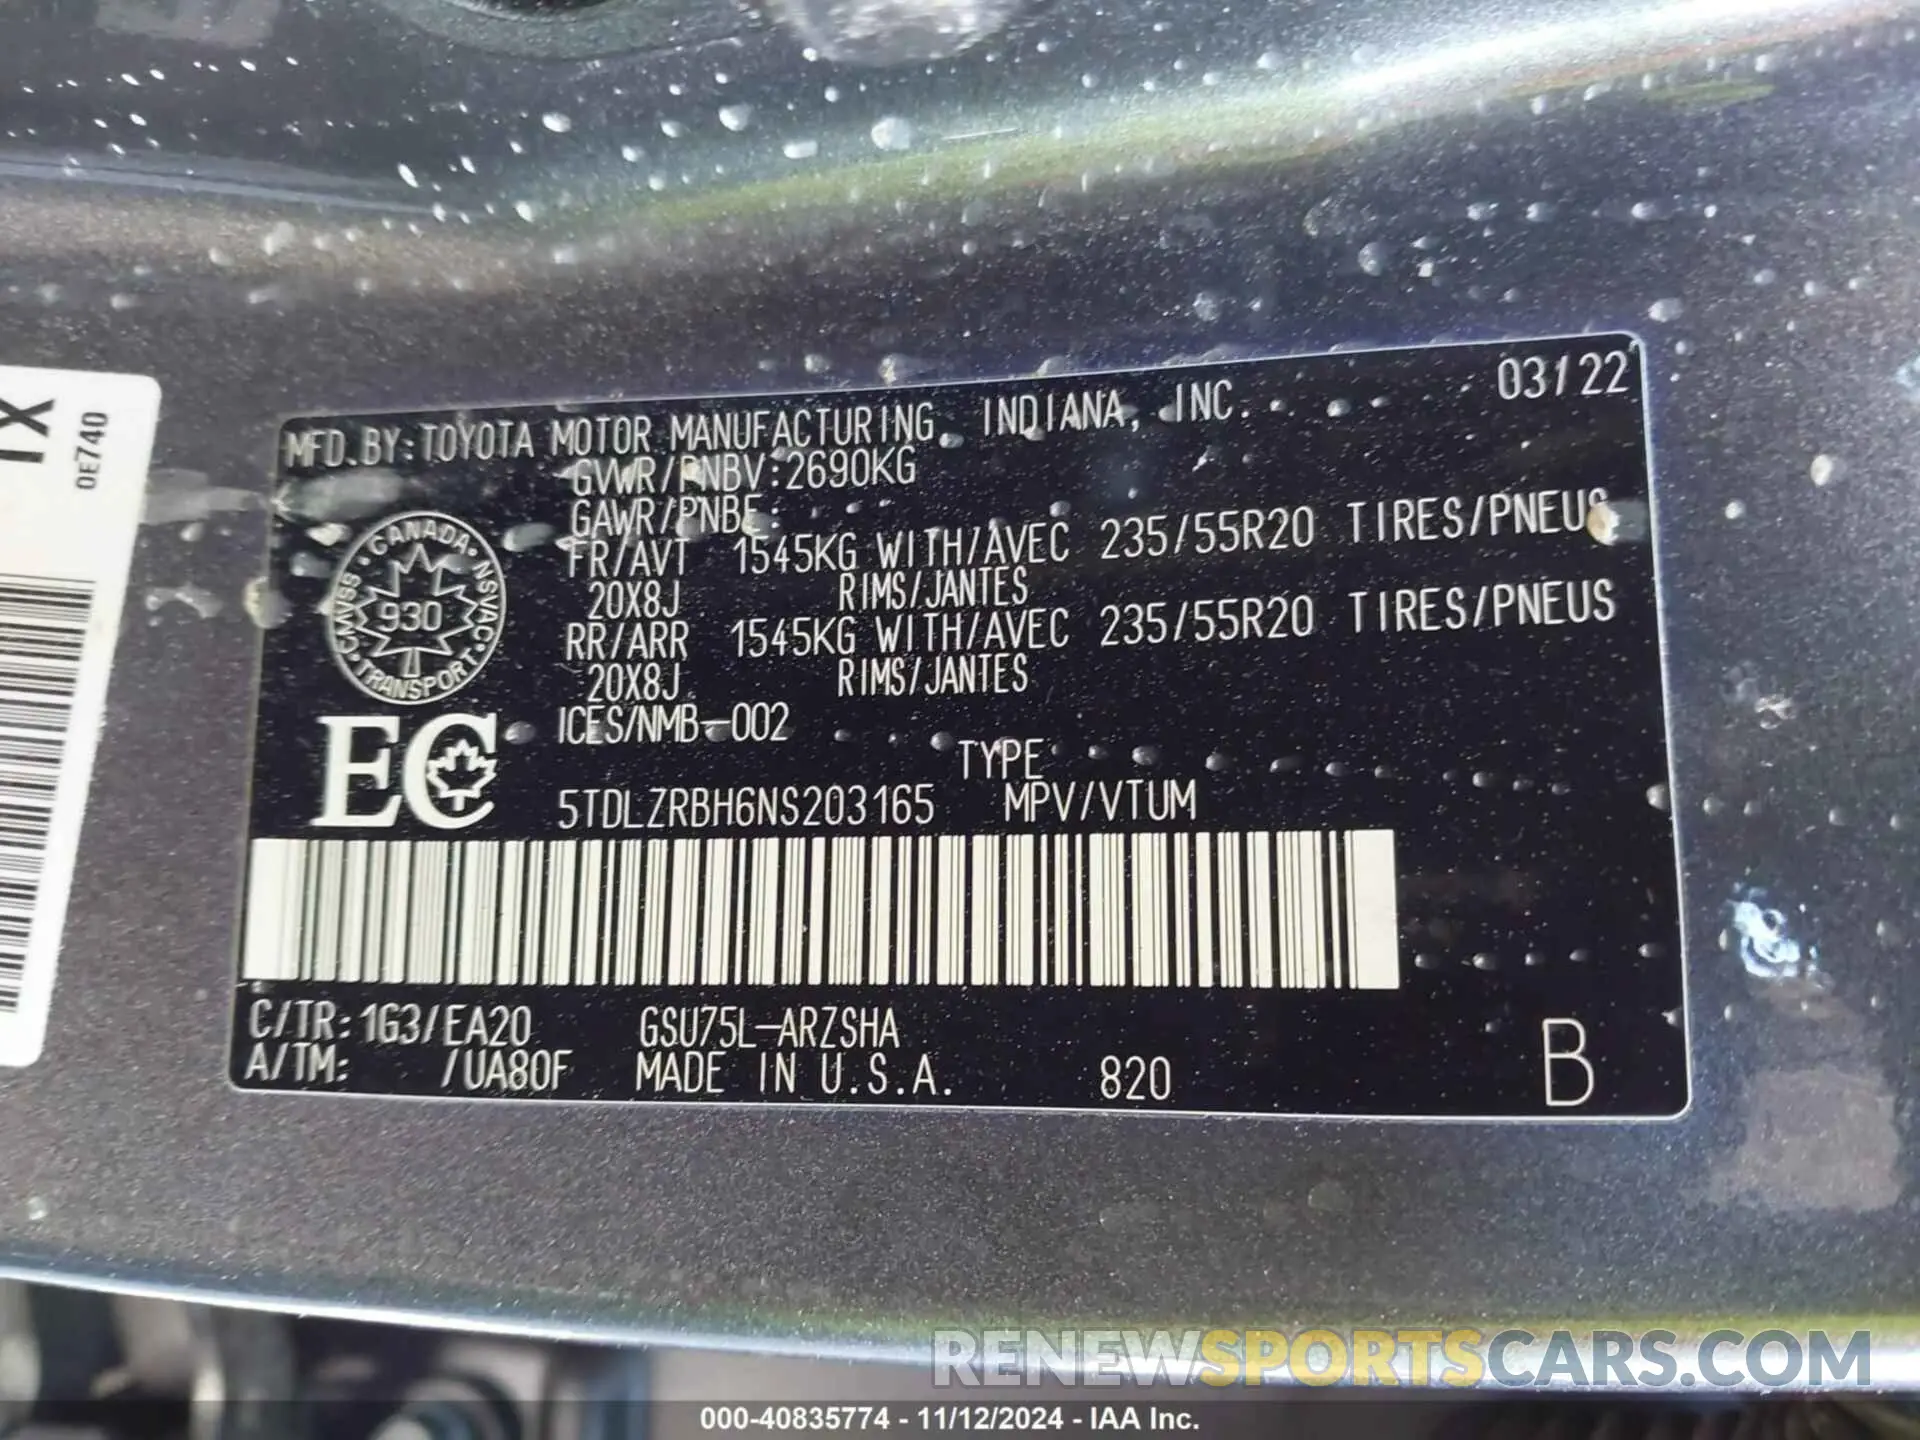 MFD. BY: TOYOTA MOTOR MANUFACTURING, INDIANA, INC. 03/22
GVWR/PNBV: 2690KG
GAWR/PNBE:
FR/AVT 1545KG WITH/AVEC 235/55R20 TIRES/PNEUS
20X8J RIMS/JANTES
RR/ARR 1545KG WITH/AVEC 235/55R20 TIRES/PNEUS
20X8J RIMS/JANTES
ICES/NMB-002
CANADA
NSVAC
TRANSPORT
CMVSS
930
EC
TYPE
5TDLZRBH6NS203165 MPV/VTUM
C/TR: 1G3/EA20 GSU75L-ARZSHA
A/TM: /UA80F MADE IN U.S.A. 820 B
0E740
RENEWSPORTSCARS.COM
000-40835774 - 11/12/2024 - IAA Inc.